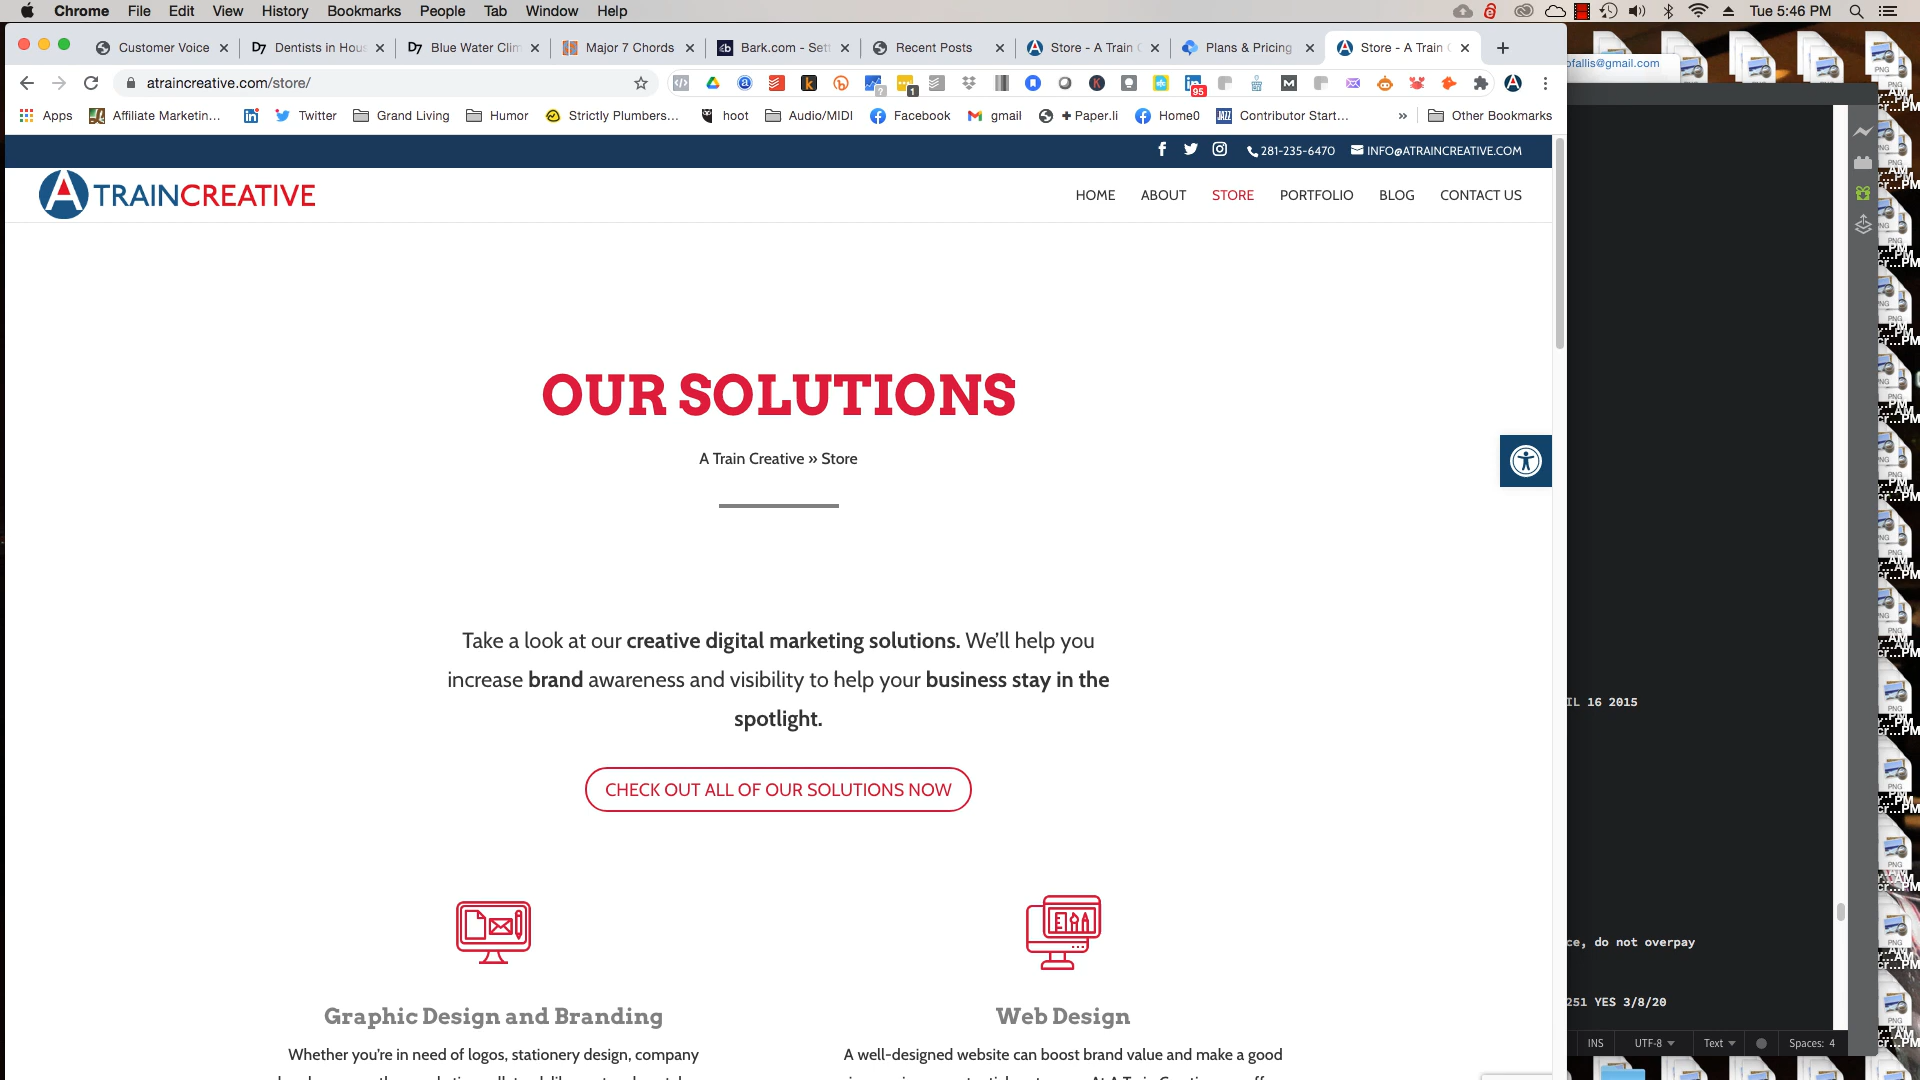 Chrome File Edit View History Bookmarks People Tab Window Help Tue 5:46 PM
Customer Voice Dentists in Hou Blue Water Clim Major 7 Chords Bark.com - Sett Recent Posts Store - A Train Plans & Pricing Store - A Train
atraincreative.com/store/
pfallis@gmail.com
Apps Affiliate Marketin... Twitter Grand Living Humor Strictly Plumbers... hoot Audio/MIDI Facebook gmail + Paper.li Home0 Contributor Start... » Other Bookmarks
281-235-6470 INFO@ATRAINCREATIVE.COM
ATRAINCREATIVE
HOME ABOUT STORE PORTFOLIO BLOG CONTACT US
OUR SOLUTIONS
A Train Creative » Store
Take a look at our creative digital marketing solutions. We'll help you
increase brand awareness and visibility to help your business stay in the
spotlight.
CHECK OUT ALL OF OUR SOLUTIONS NOW
Graphic Design and Branding
Whether you're in need of logos, stationery design, company
Web Design
A well-designed website can boost brand value and make a good
IL 16 2015
ce, do not overpay
251 YES 3/8/20
INS UTF-8 Text Spaces: 4